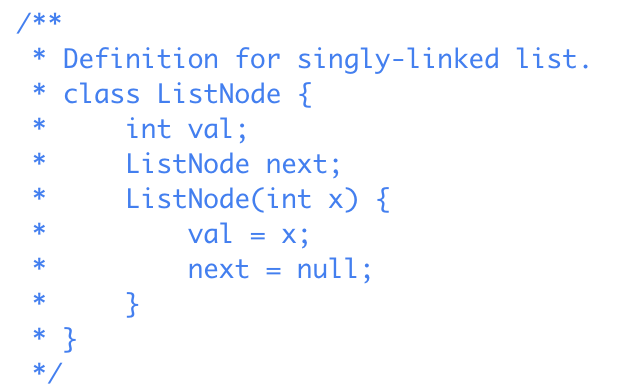 /**
 * Definition for singly-linked list.
 * class ListNode {
 *     int val;
 *     ListNode next;
 *     ListNode(int x) {
 *         val = x;
 *         next = null;
 *     }
 * }
 */